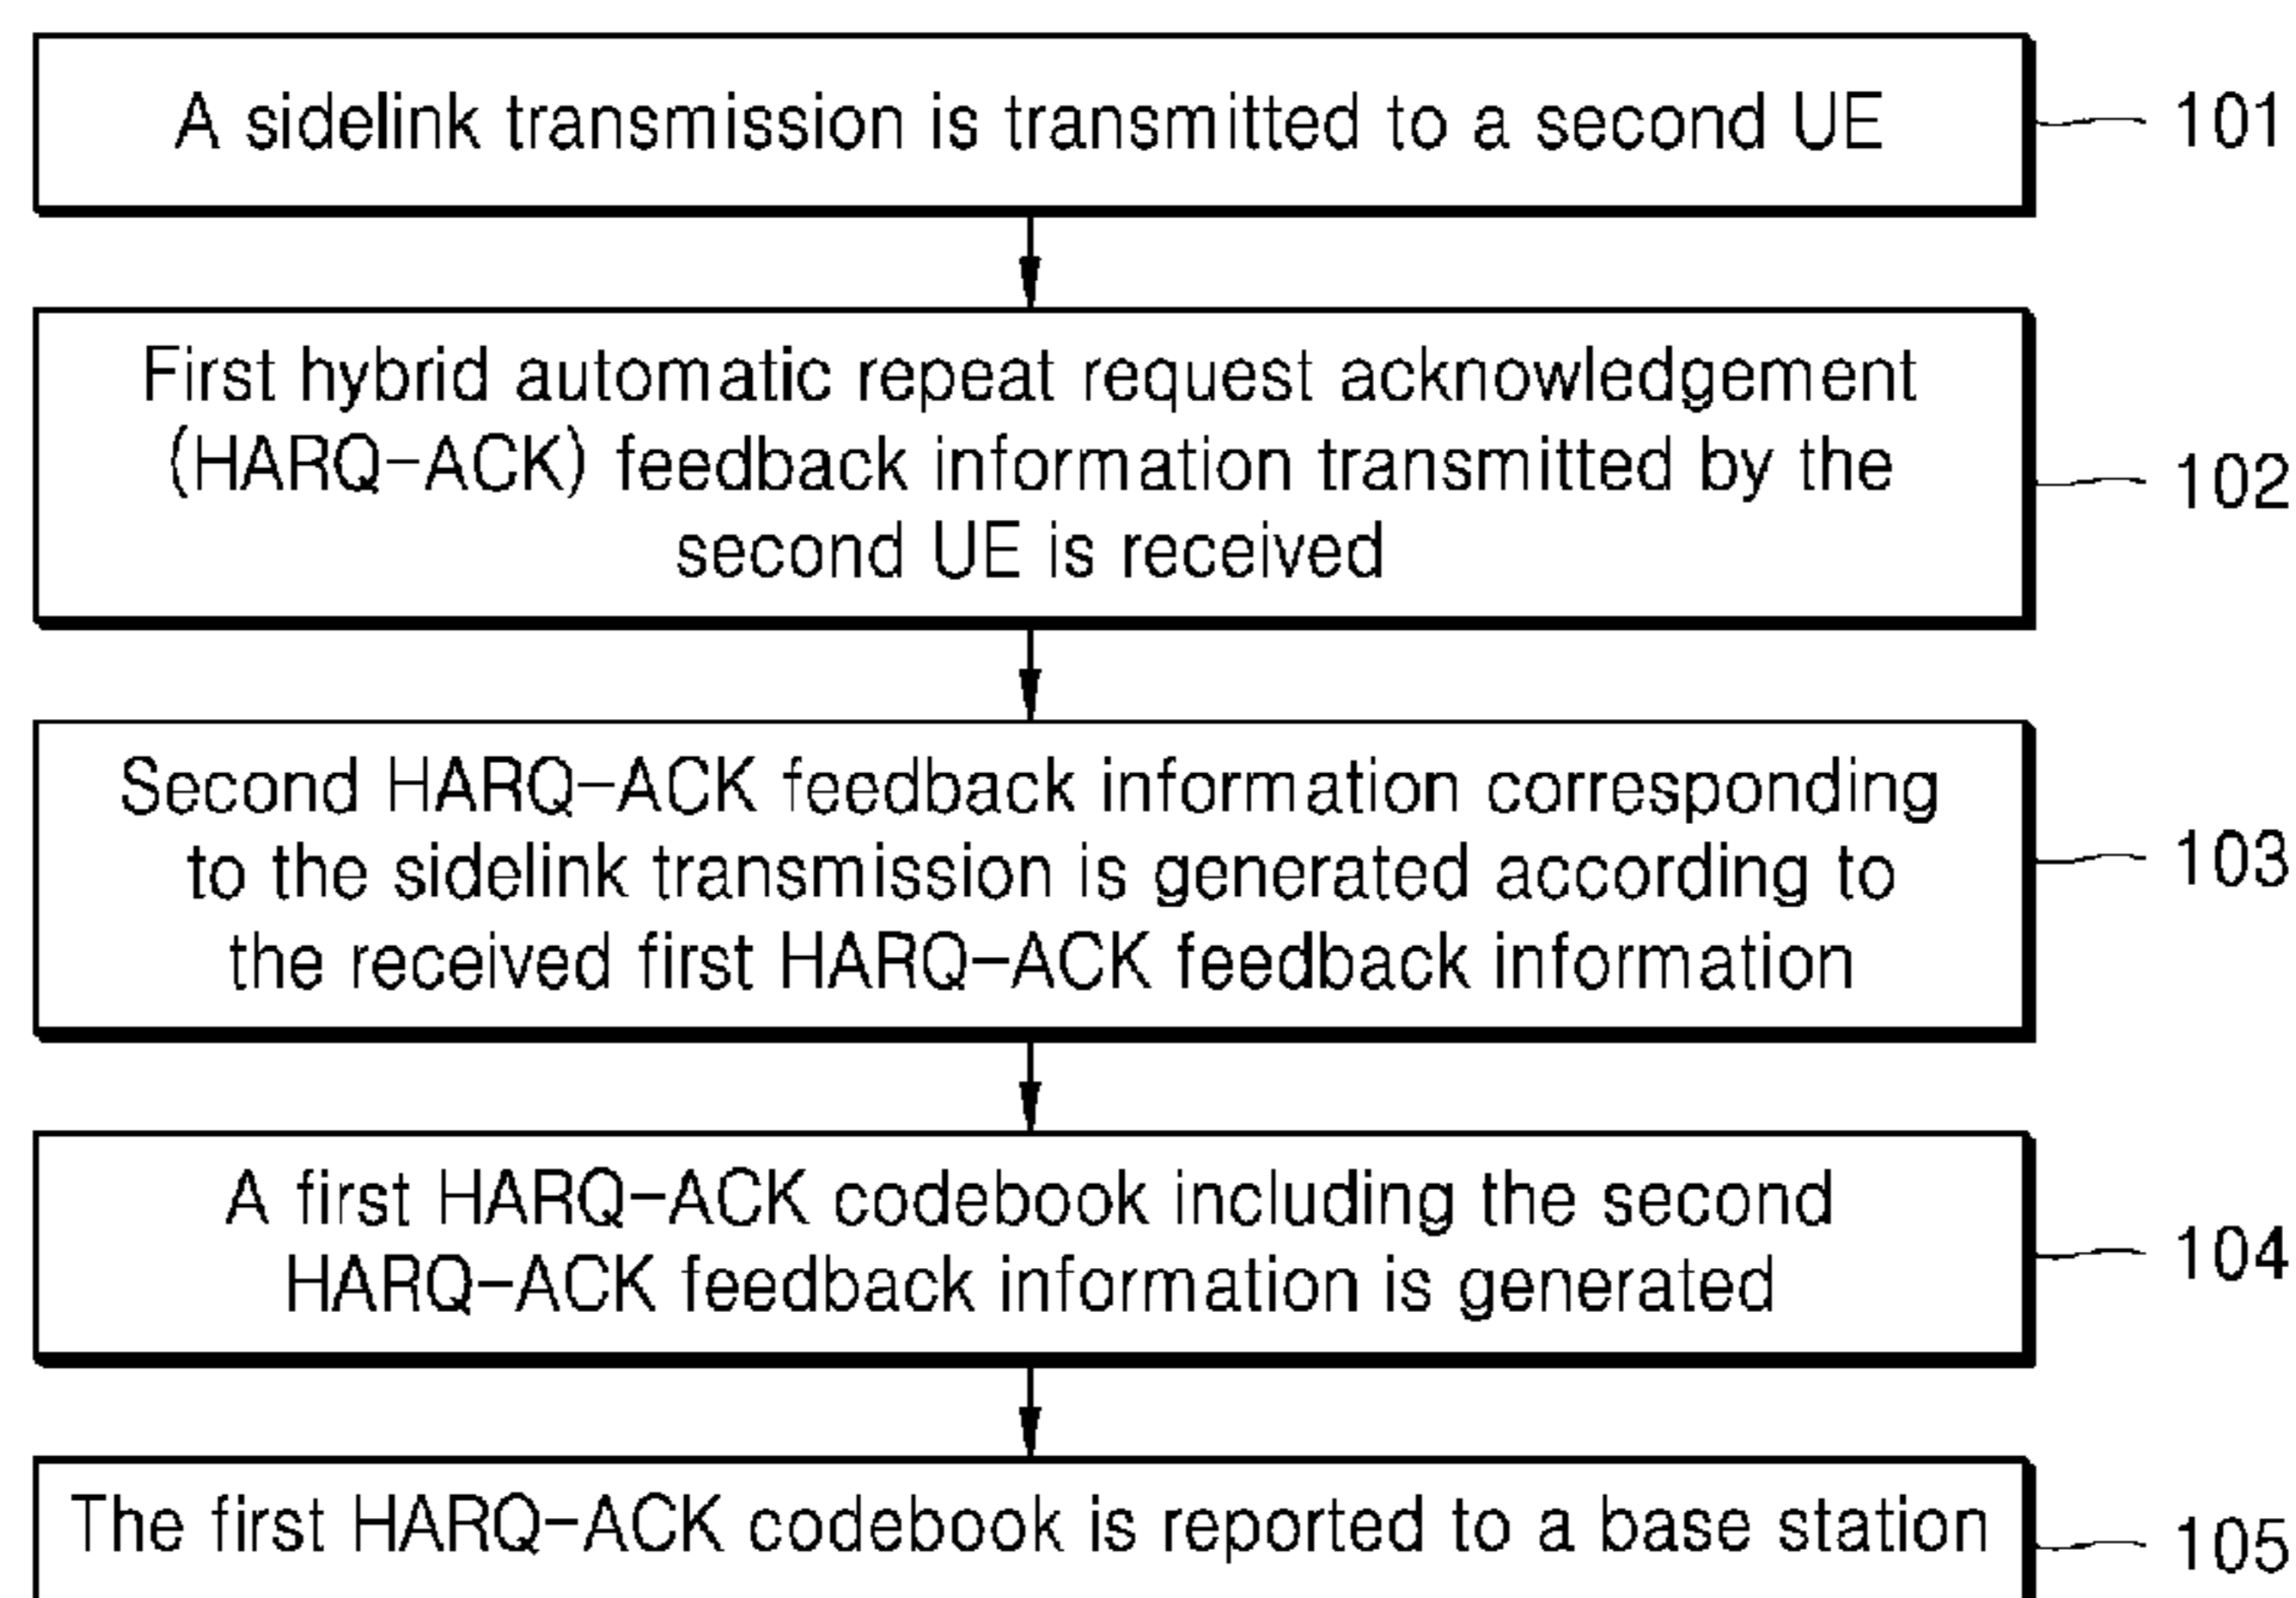 A sidelink transmission is transmitted to a second UE
101
First hybrid automatic repeat request acknowledgement
(HARQ-ACK) feedback information transmitted by the
second UE is received
102
Second HARQ-ACK feedback information corresponding
to the sidelink transmission is generated according to
the received first HARQ-ACK feedback information
103
A first HARQ-ACK codebook including the second
HARQ-ACK feedback information is generated
104
The first HARQ-ACK codebook is reported to a base station
105